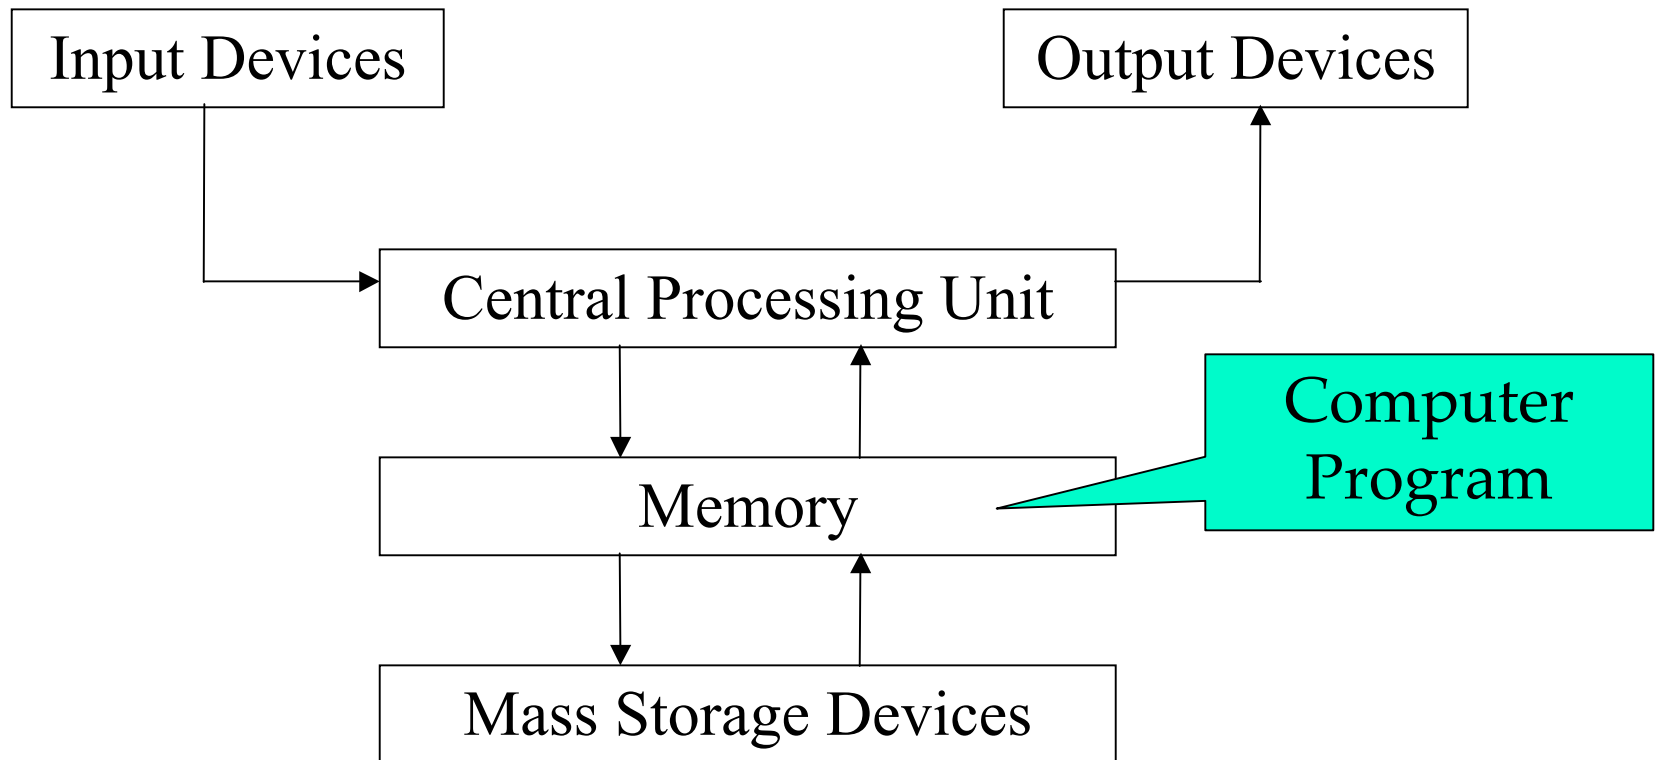 Input Devices
Output Devices
Central Processing Unit
Computer
Program
Memory
Mass Storage Devices